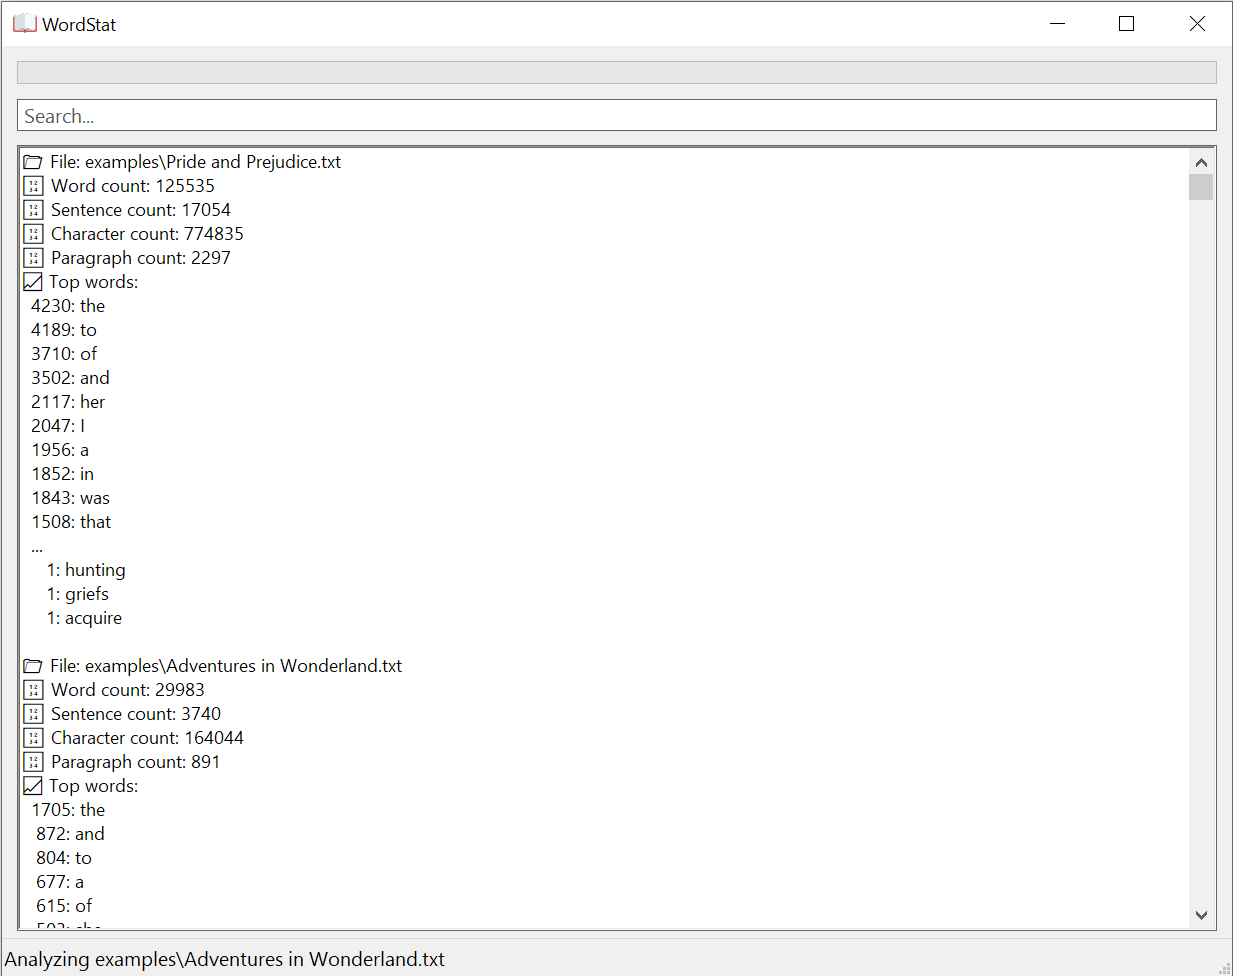 WordStat
Search...
File: examples\Pride and Prejudice.txt
Word count: 125535
Sentence count: 17054
Character count: 774835
Paragraph count: 2297
Top words:
4230: the
4189: to
3710: of
3502: and
2117: her
2047: I
1956: a
1852: in
1843: was
1508: that
...
1: hunting
1: griefs
1: acquire
File: examples\Adventures in Wonderland.txt
Word count: 29983
Sentence count: 3740
Character count: 164044
Paragraph count: 891
Top words:
1705: the
872: and
804: to
677: a
615: of
Analyzing examples\Adventures in Wonderland.txt